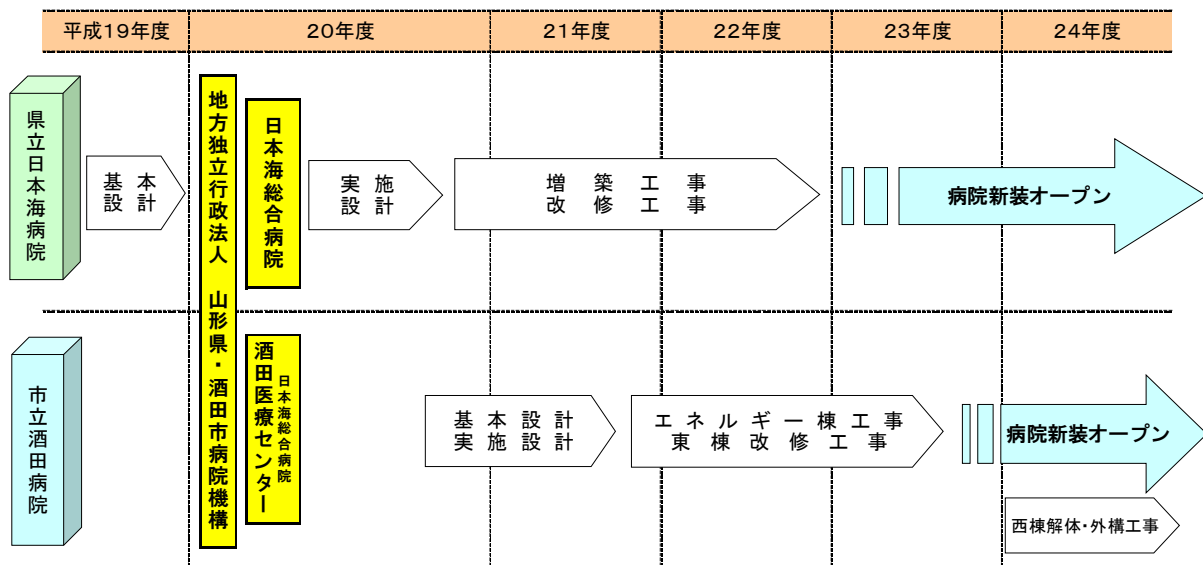 平成19年度
20年度
21年度
22年度
23年度
24年度
県立日本海病院
基本
設計
地方独立行政法人 山形県・酒田市病院機構
日本海総合病院
実施
設計
増築工事
改修工事
病院新装オープン
市立酒田病院
日本海総合病院
酒田医療センター
基本設計
実施設計
エネルギー棟工事
東棟改修工事
病院新装オープン
西棟解体・外構工事